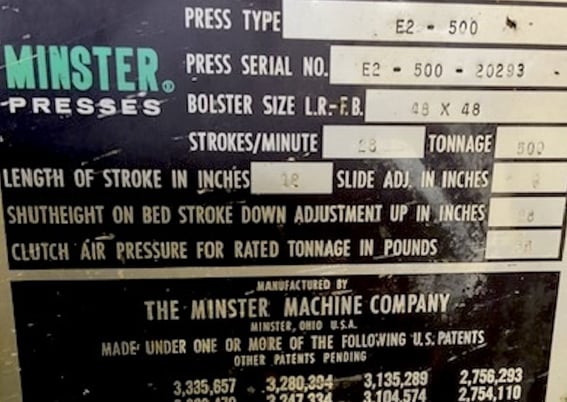 PRESS TYPE E2 - 500
MINSTER®
PRESSES
PRESS SERIAL NO. E2 - 500 - 20293
BOLSTER SIZE L.R.-F.B. 48 X 48
STROKES/MINUTE TONNAGE 500
LENGTH OF STROKE IN INCHES SLIDE ADJ. IN INCHES
SHUTHEIGHT ON BED STROKE DOWN ADJUSTMENT UP IN INCHES
CLUTCH AIR PRESSURE FOR RATED TONNAGE IN POUNDS
MANUFACTURED BY
THE MINSTER MACHINE COMPANY
MINSTER, OHIO U.S.A.
MADE UNDER ONE OR MORE OF THE FOLLOWING U.S. PATENTS
OTHER PATENTS PENDING
3,335,657 3,280,394 3,135,289 2,756,293
3,247,334 3,104,574 2,754,110